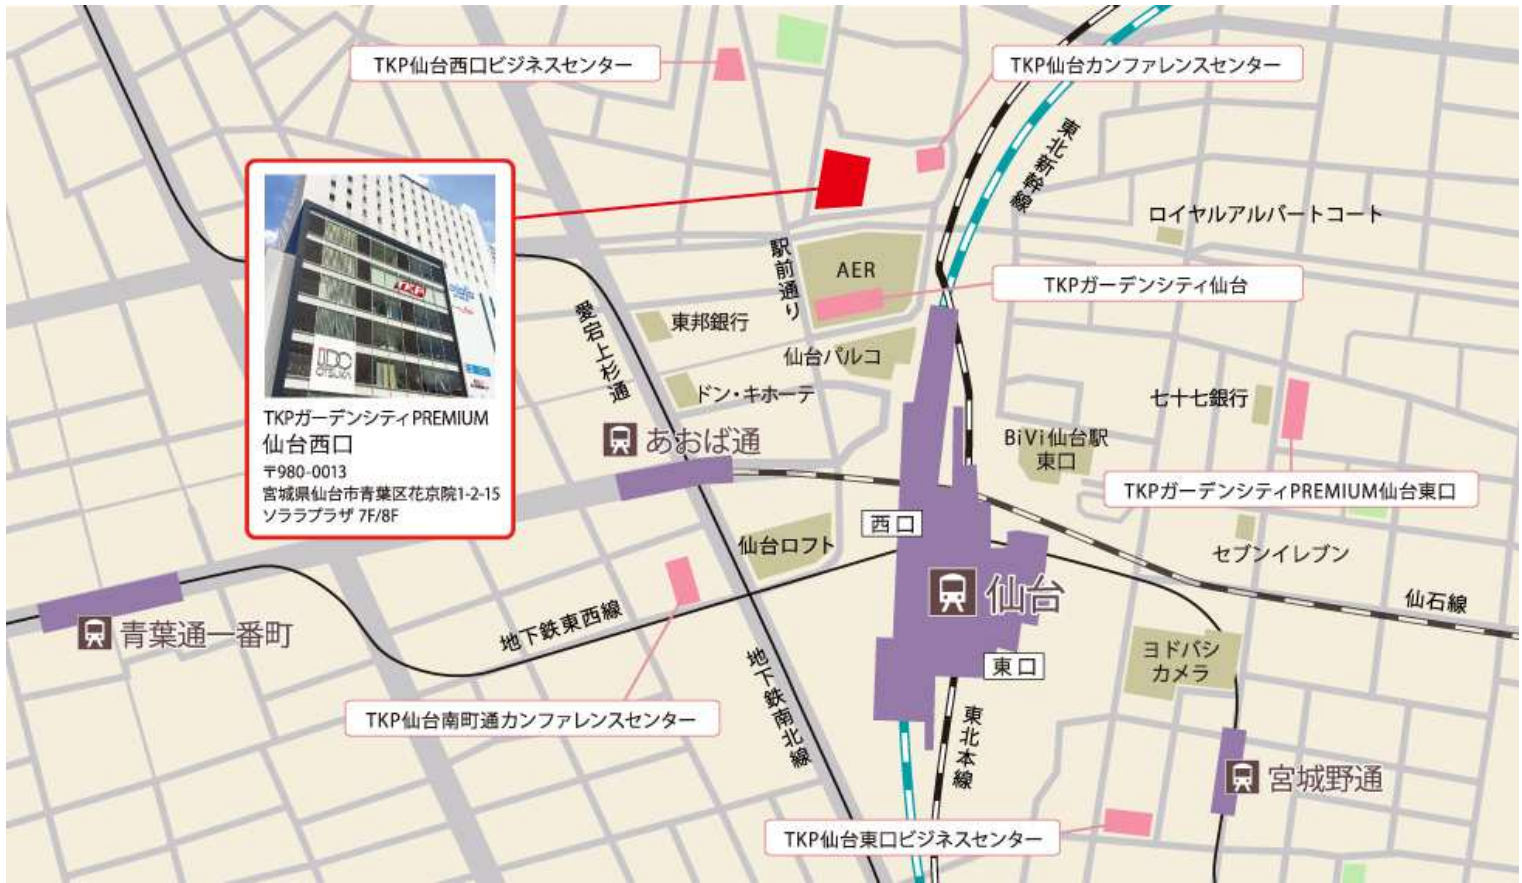 TKP仙台西口ビジネスセンター
TKP仙台カンファレンスセンター
東北新幹線
ロイヤルアルバートコート
駅前通り
AER
TKPガーデンシティ仙台
TKP
IDC
OTSUKA
TKPガーデンシティPREMIUM
仙台西口
〒980-0013
宮城県仙台市青葉区花京院1-2-15
ソララプラザ 7F/8F
愛宕上杉通
東邦銀行
仙台パルコ
ドン・キホーテ
七十七銀行
あおば通
BiVi仙台駅
東口
TKPガーデンシティPREMIUM仙台東口
西口
仙台ロフト
セブンイレブン
仙台
仙石線
青葉通一番町
地下鉄東西線
東口
ヨドバシ
カメラ
地下鉄南北線
TKP仙台南町通カンファレンスセンター
東北本線
宮城野通
TKP仙台東口ビジネスセンター